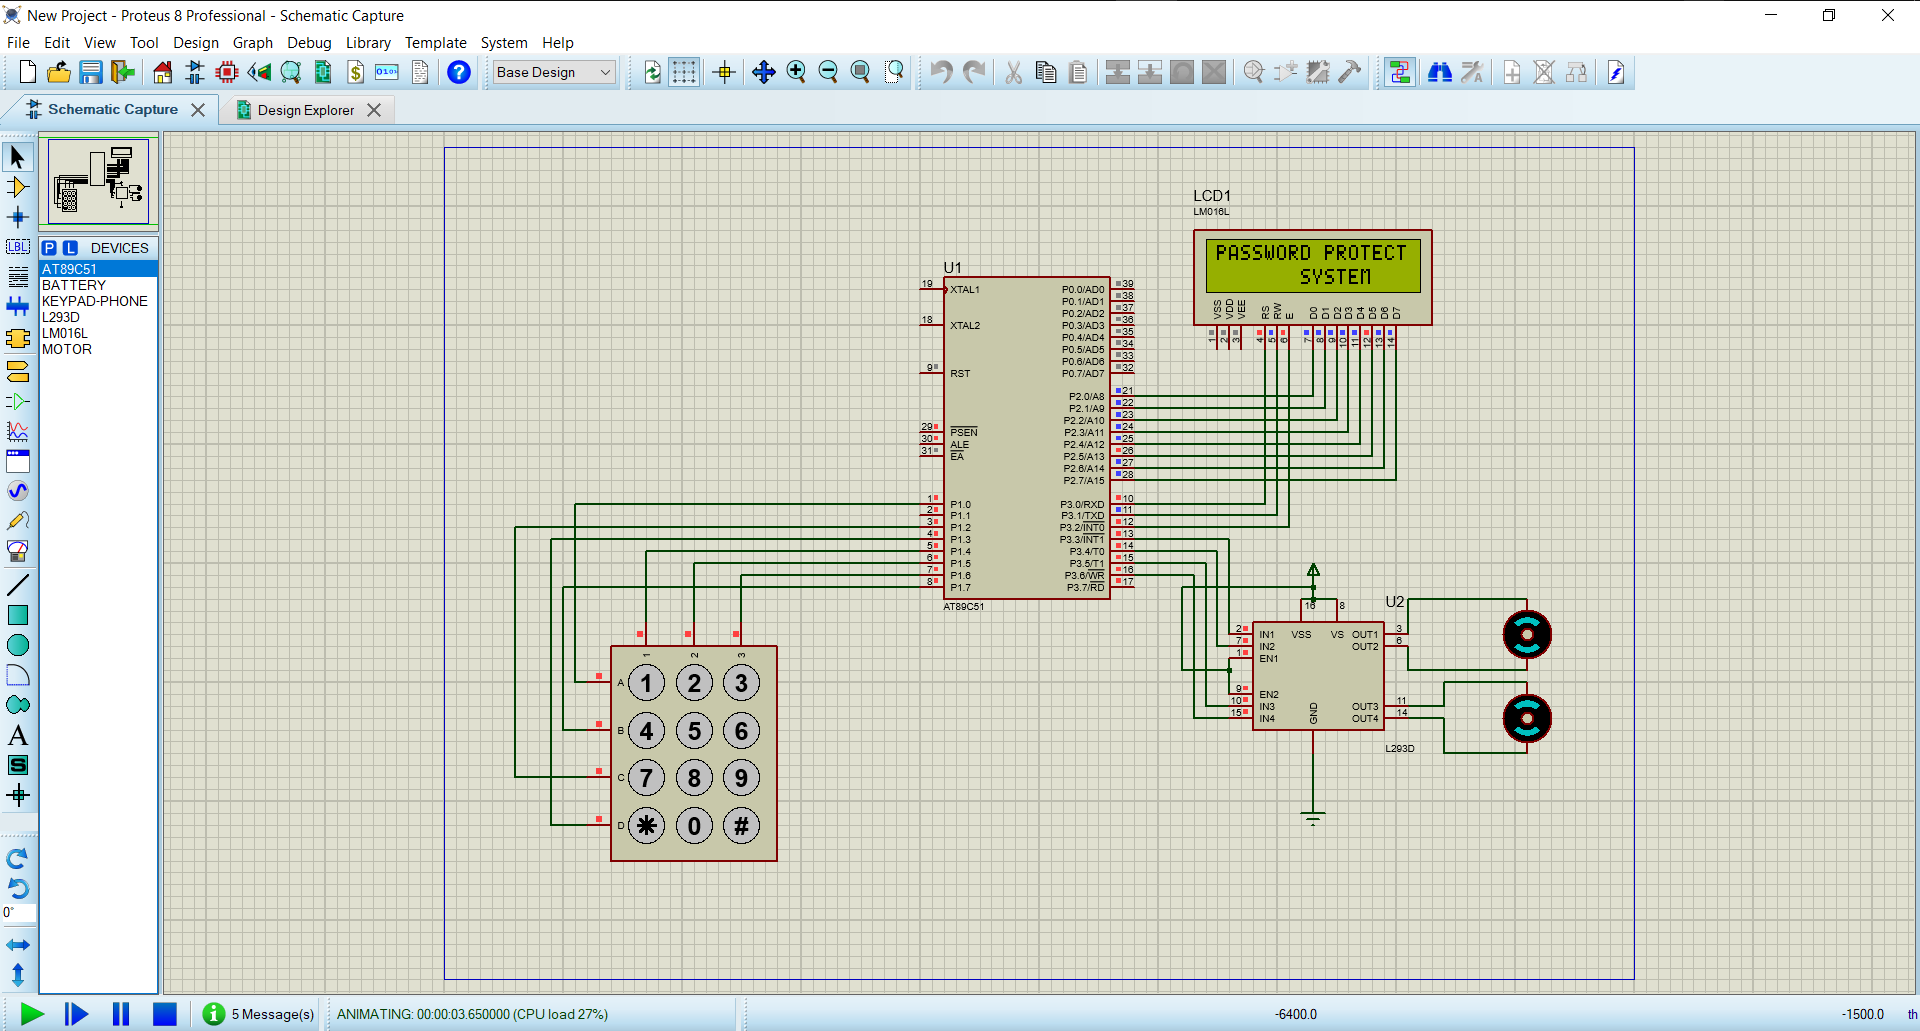 New Project - Proteus 8 Professional - Schematic Capture
File Edit View Tool Design Graph Debug Library Template System Help
Base Design
Schematic Capture
Design Explorer
P L DEVICES
AT89C51
BATTERY
KEYPAD-PHONE
L293D
LM016L
MOTOR
LBL
A
S
0°
LCD1
LM016L
PASSWORD PROTECT
SYSTEM
VSS VDD VEE RS RW E D0 D1 D2 D3 D4 D5 D6 D7
1 2 3 4 5 6 7 8 9 10 11 12 13 14
U1
19 XTAL1 P0.0/AD0 39
P0.1/AD1 38
P0.2/AD2 37
18 XTAL2 P0.3/AD3 36
P0.4/AD4 35
P0.5/AD5 34
P0.6/AD6 33
9 RST P0.7/AD7 32
P2.0/A8 21
P2.1/A9 22
P2.2/A10 23
29 PSEN P2.3/A11 24
30 ALE P2.4/A12 25
31 EA P2.5/A13 26
P2.6/A14 27
P2.7/A15 28
1 P1.0 P3.0/RXD 10
2 P1.1 P3.1/TXD 11
3 P1.2 P3.2/INT0 12
4 P1.3 P3.3/INT1 13
5 P1.4 P3.4/T0 14
6 P1.5 P3.5/T1 15
7 P1.6 P3.6/WR 16
8 P1.7 P3.7/RD 17
AT89C51
U2
16 8
2 IN1 VSS VS OUT1 3
7 IN2 OUT2 6
1 EN1
9 EN2
10 IN3 OUT3 11
15 IN4 GND OUT4 14
L293D
1 2 3
A 1 2 3
B 4 5 6
C 7 8 9
D * 0 #
5 Message(s)
ANIMATING: 00:00:03.650000 (CPU load 27%)
-6400.0
-1500.0
th